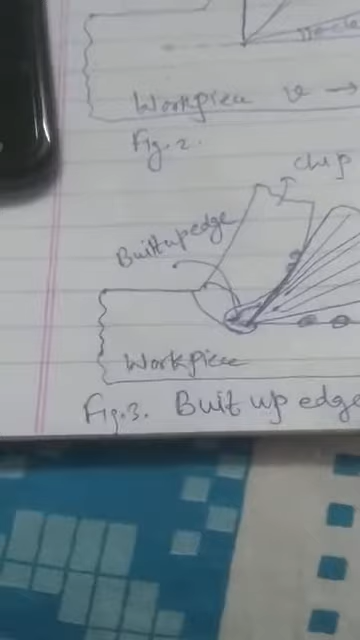 Workpiece v →
Fig. 2.
chip
Built up edge
Workpiece
Fig. 3. Built up edge